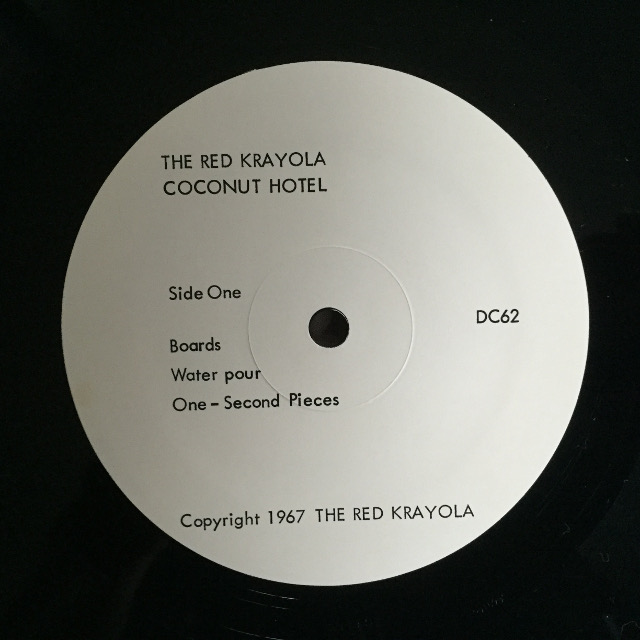 THE RED KRAYOLA
COCONUT HOTEL
Side One
DC62
Boards
Water pour
One-Second Pieces
Copyright 1967 THE RED KRAYOLA